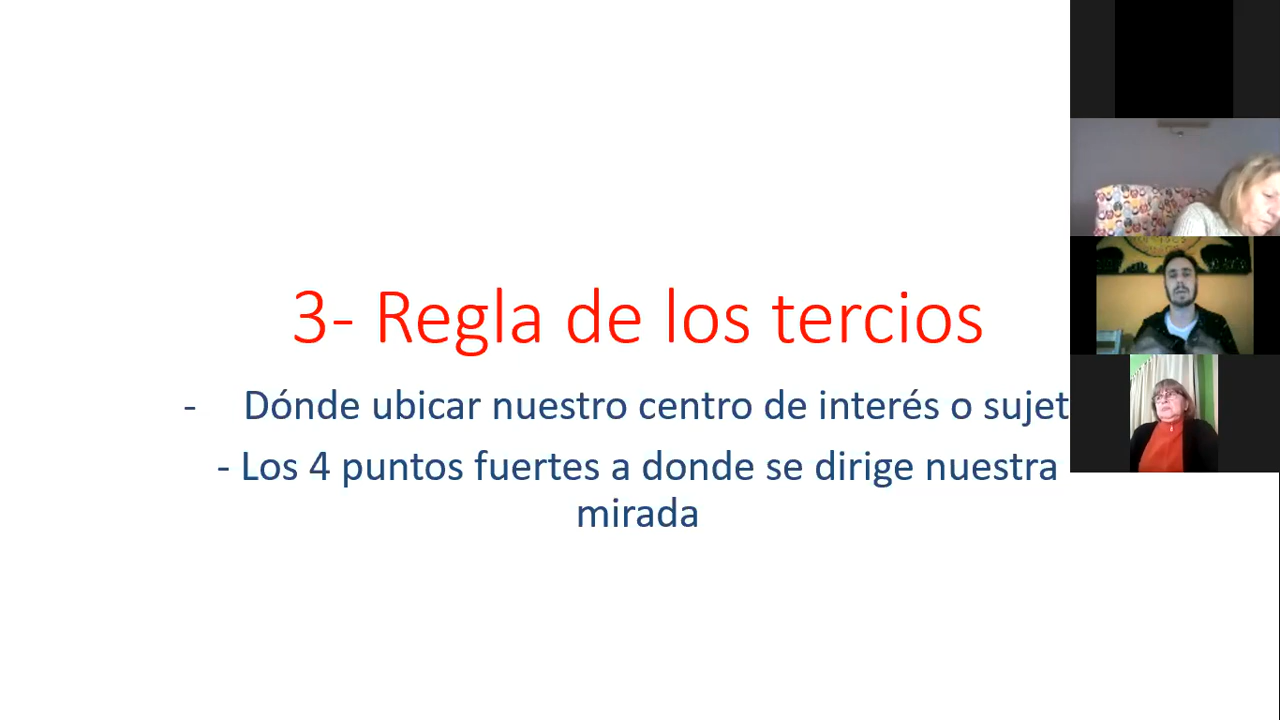 3- Regla de los tercios
- Dónde ubicar nuestro centro de interés o sujet
- Los 4 puntos fuertes a donde se dirige nuestra
mirada